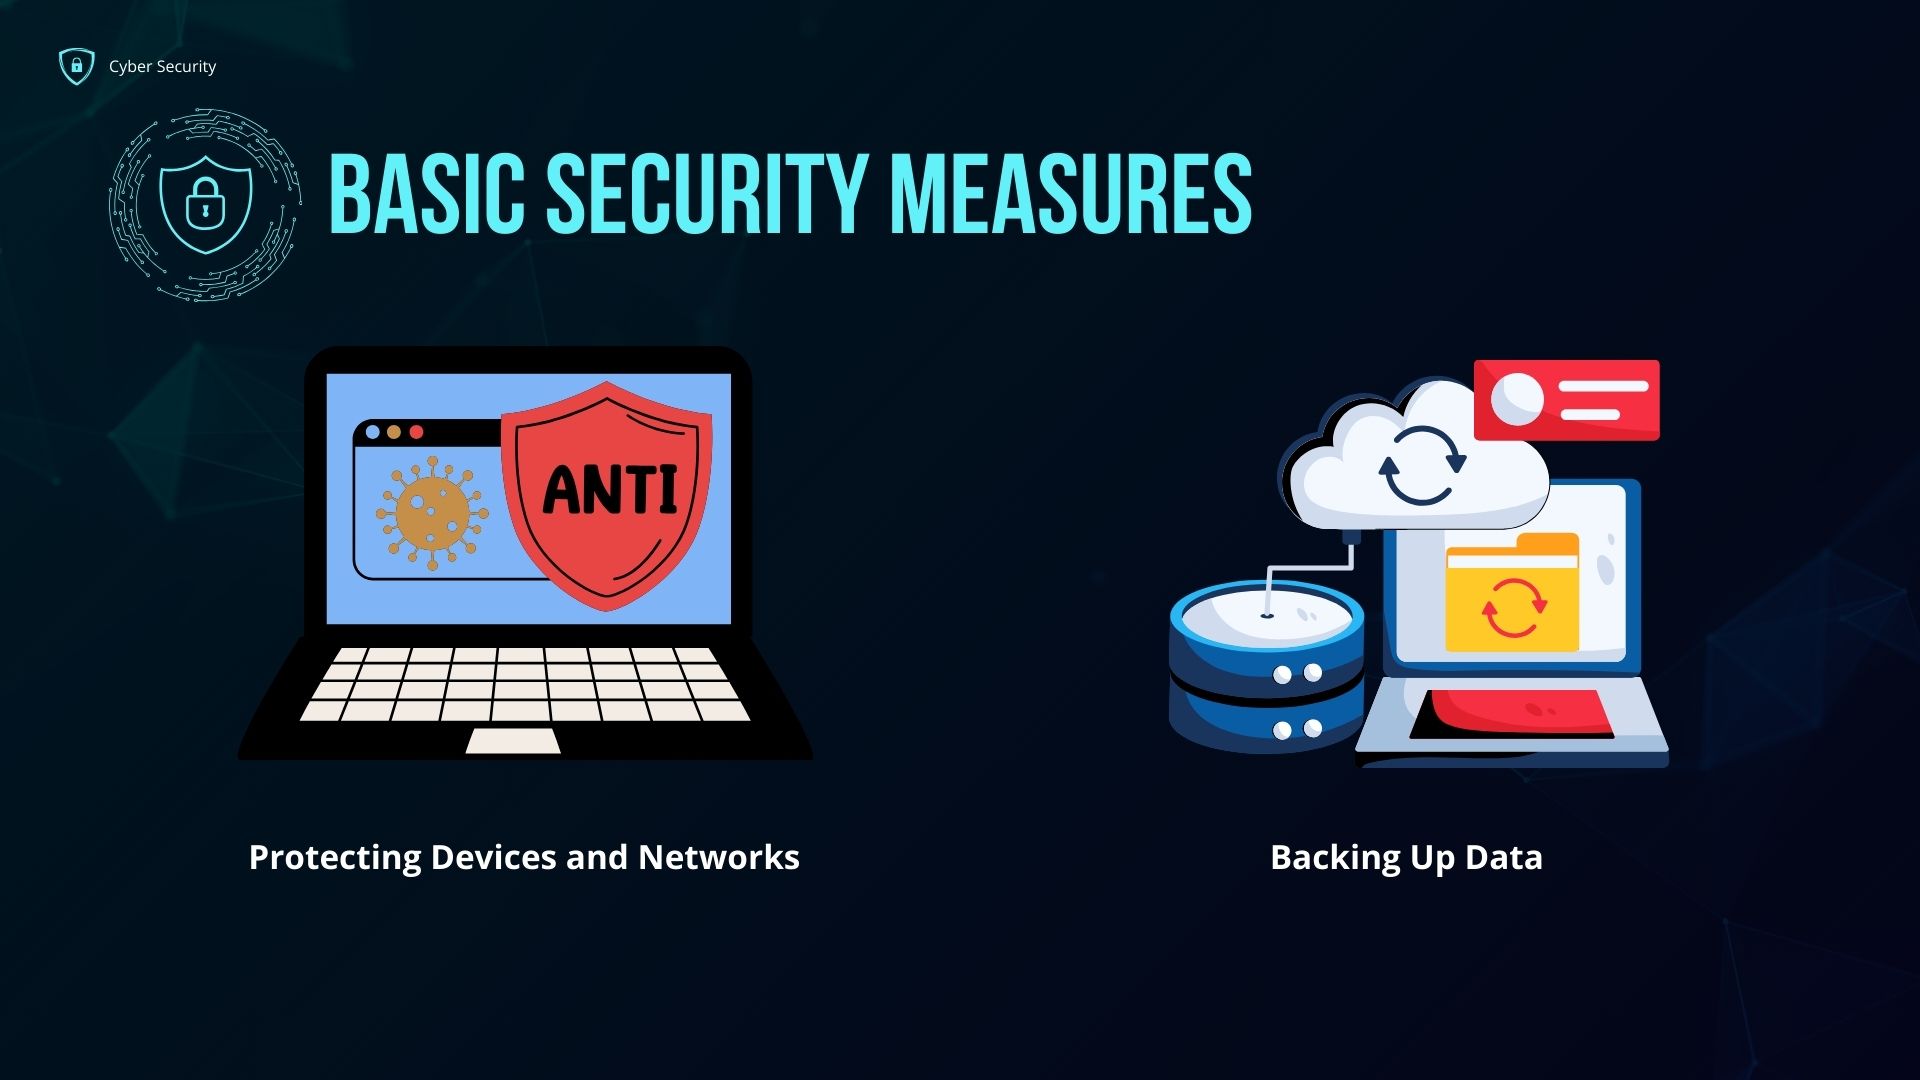 Cyber Security
BASIC SECURITY MEASURES
ANTI
Protecting Devices and Networks
Backing Up Data